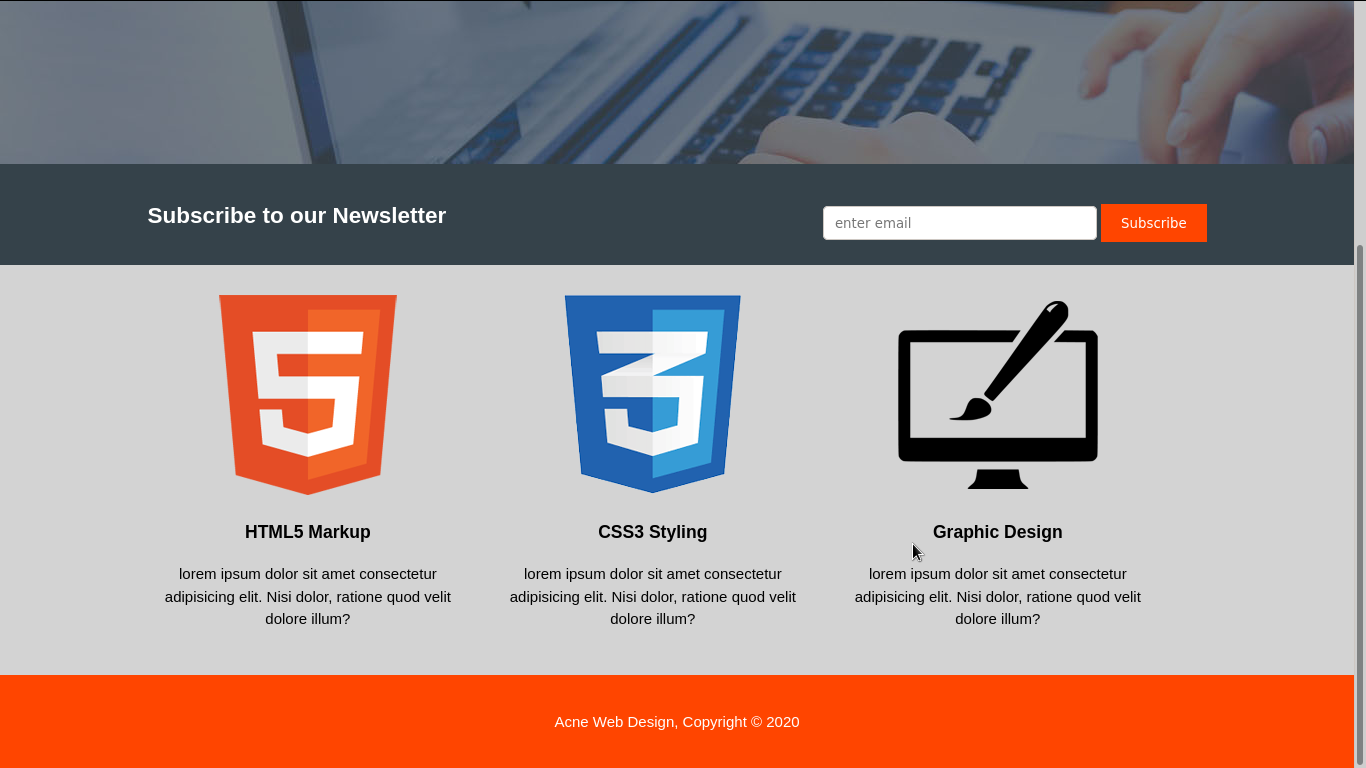 Subscribe to our Newsletter
enter email
Subscribe
5
3
HTML5 Markup
CSS3 Styling
Graphic Design
lorem ipsum dolor sit amet consectetur
adipisicing elit. Nisi dolor, ratione quod velit
dolore illum?
lorem ipsum dolor sit amet consectetur
adipisicing elit. Nisi dolor, ratione quod velit
dolore illum?
lorem ipsum dolor sit amet consectetur
adipisicing elit. Nisi dolor, ratione quod velit
dolore illum?
Acne Web Design, Copyright © 2020